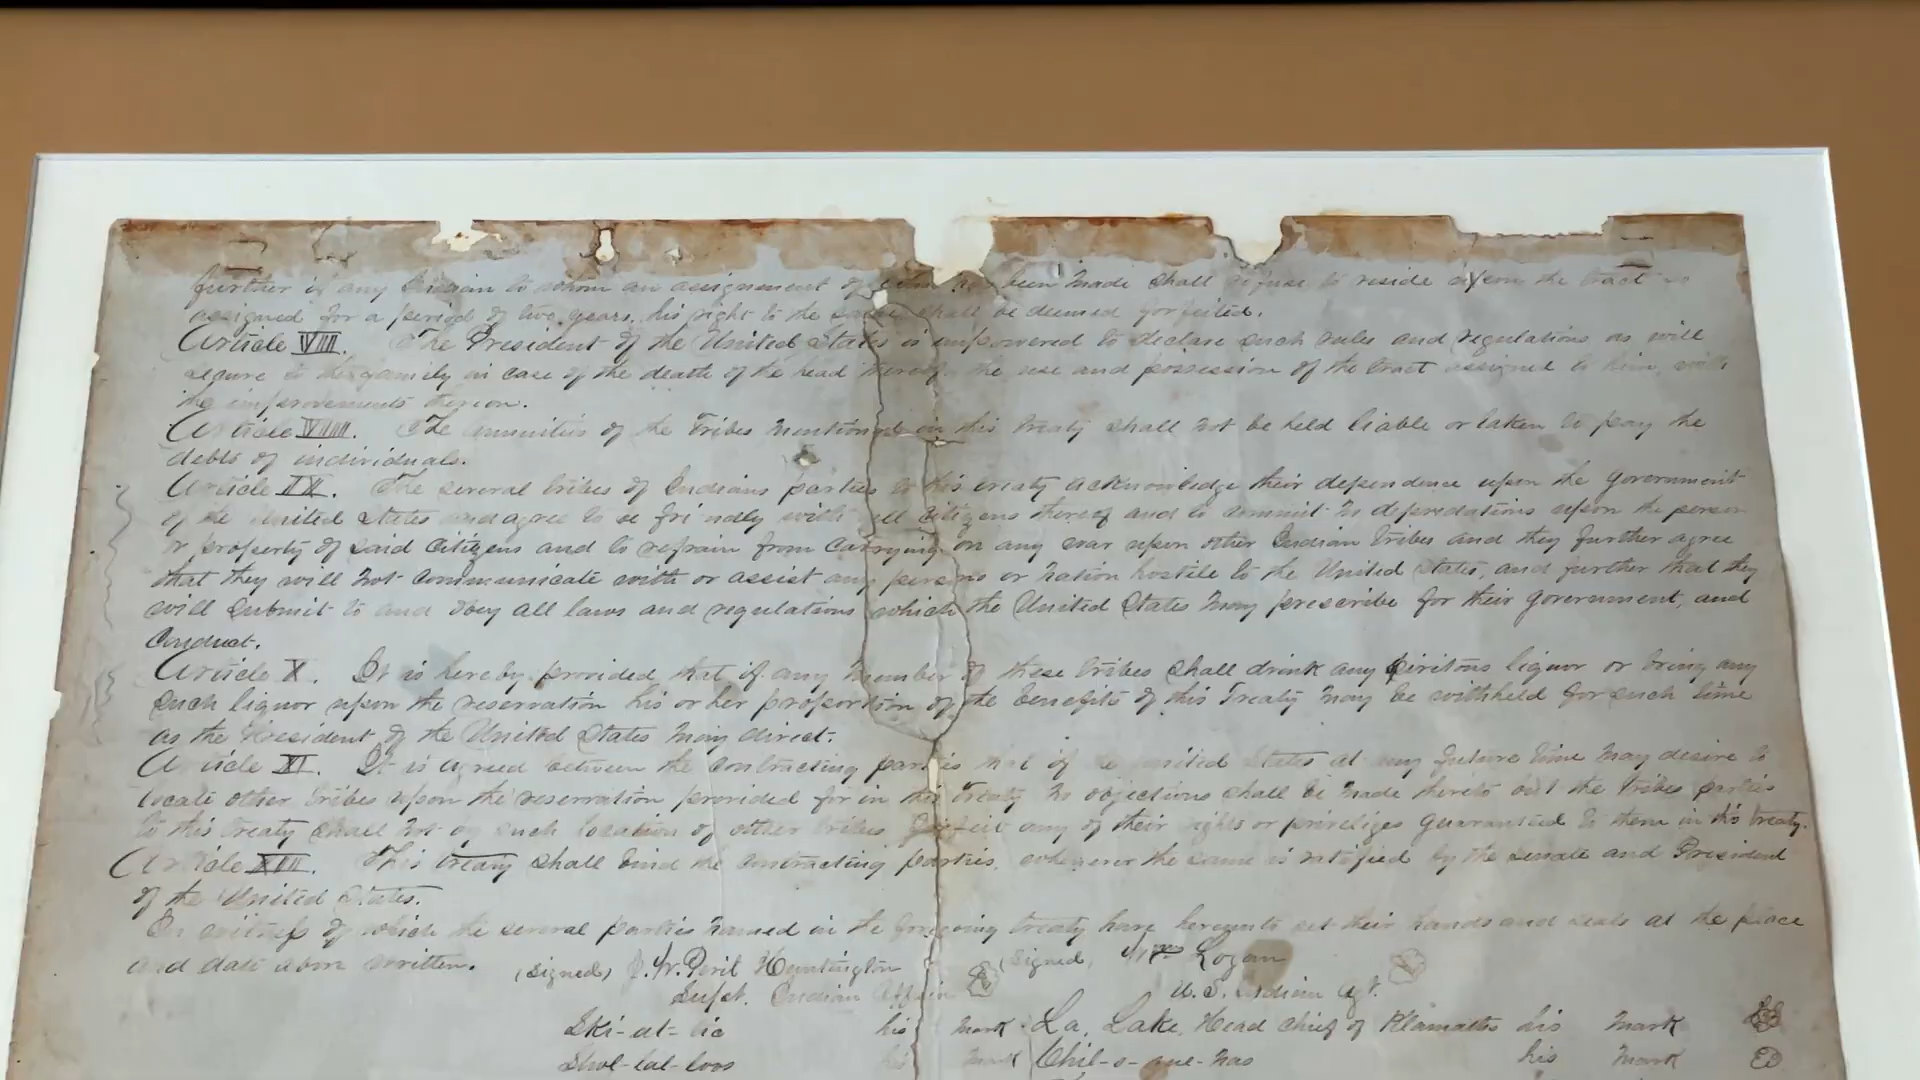 further if any Indian to whom an assignment of been made shall refuse to reside upon the tract so
assigned for a period of two years, his right to the same shall be deemed forfeited.
Article VIII. The President of the United States is empowered to declare such rules and regulations as will
secure to the family in case of the death of the head thereof the use and possession of the tract assigned to him, with
the improvements thereon.
Article The annuities of the Tribes mentioned in this treaty shall not be held liable or taken to pay the
debts of individuals.
Article IX. The several tribes of Indians parties to this treaty acknowledge their dependence upon the government
of the United States and agree to be friendly with all Citizens thereof and to commit no depredations upon the person
or property of said Citizens and to refrain from carrying on any war upon other Indian tribes and they further agree
that they will not communicate with or assist any persons or nation hostile to the United States, and further that they
will submit to and obey all laws and regulations which the United States may prescribe for their government, and
Conduct.
Article X. It is hereby provided that if any member of these tribes shall drink any liquor or bring any
such liquor upon the reservation his or her proportion of the benefits of this Treaty may be withheld for such time
as the President of the United States may direct.
Article XI. It is agreed between the contracting parties that if the United States at any future time may desire to
locate other tribes upon the reservation provided for in this Treaty no objections shall be made thereto but the tribes parties
to this treaty shall not by such location of other tribes forfeit any of their rights or priveliges guaranteed to them in this treaty.
Article XII. This treaty shall bind the contracting parties whenever the same is ratified by the senate and President
of the United States.
In witness of which the several parties named in the foregoing treaty have hereunto set their hands and seals at the place
and date above written. (signed) J. W. Perit Huntington (signed) Wm Logan
Supt. Indian Affairs U. S. Indian Agt.
his mark La, Lake, Head Chief of Klamaths his mark
his mark Chil-o-que-nas his mark